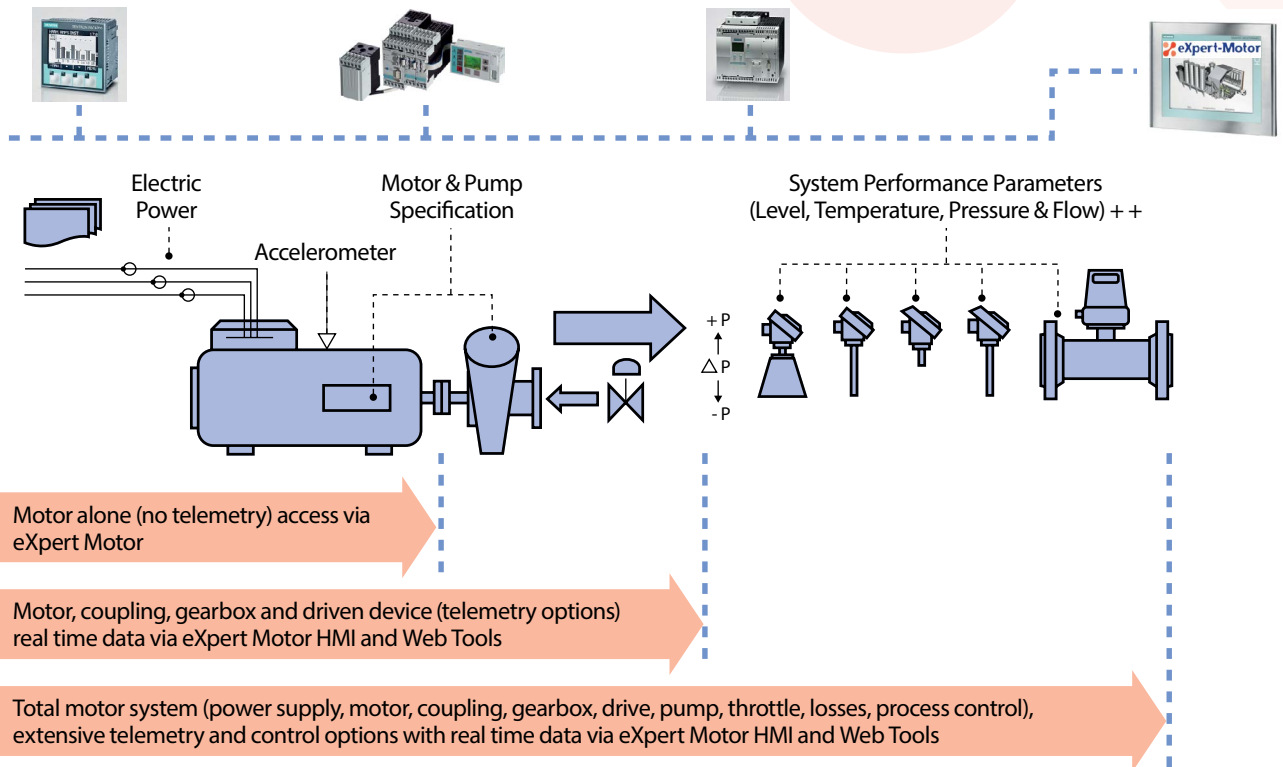 SIEMENS
eXpert-Motor
Electric
Power
Motor & Pump
Specification
System Performance Parameters
(Level, Temperature, Pressure & Flow) + +
Accelerometer
+ P
△ P
- P
Motor alone (no telemetry) access via
eXpert Motor
Motor, coupling, gearbox and driven device (telemetry options)
real time data via eXpert Motor HMI and Web Tools
Total motor system (power supply, motor, coupling, gearbox, drive, pump, throttle, losses, process control),
extensive telemetry and control options with real time data via eXpert Motor HMI and Web Tools